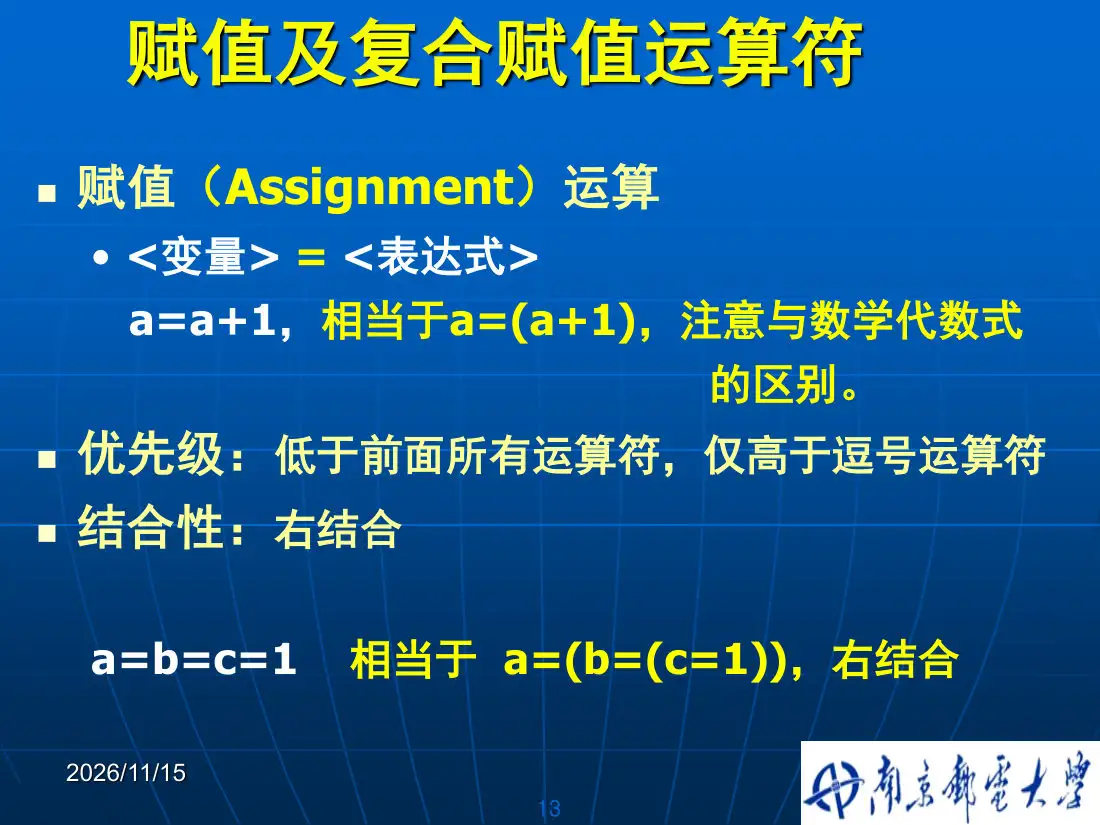 赋值及复合赋值运算符
赋值（Assignment）运算
<变量> = <表达式>
a=a+1，相当于a=(a+1)，注意与数学代数式
的区别。
优先级：低于前面所有运算符，仅高于逗号运算符
结合性：右结合
a=b=c=1 相当于 a=(b=(c=1))，右结合
2026/11/15
13
南京郵電大學